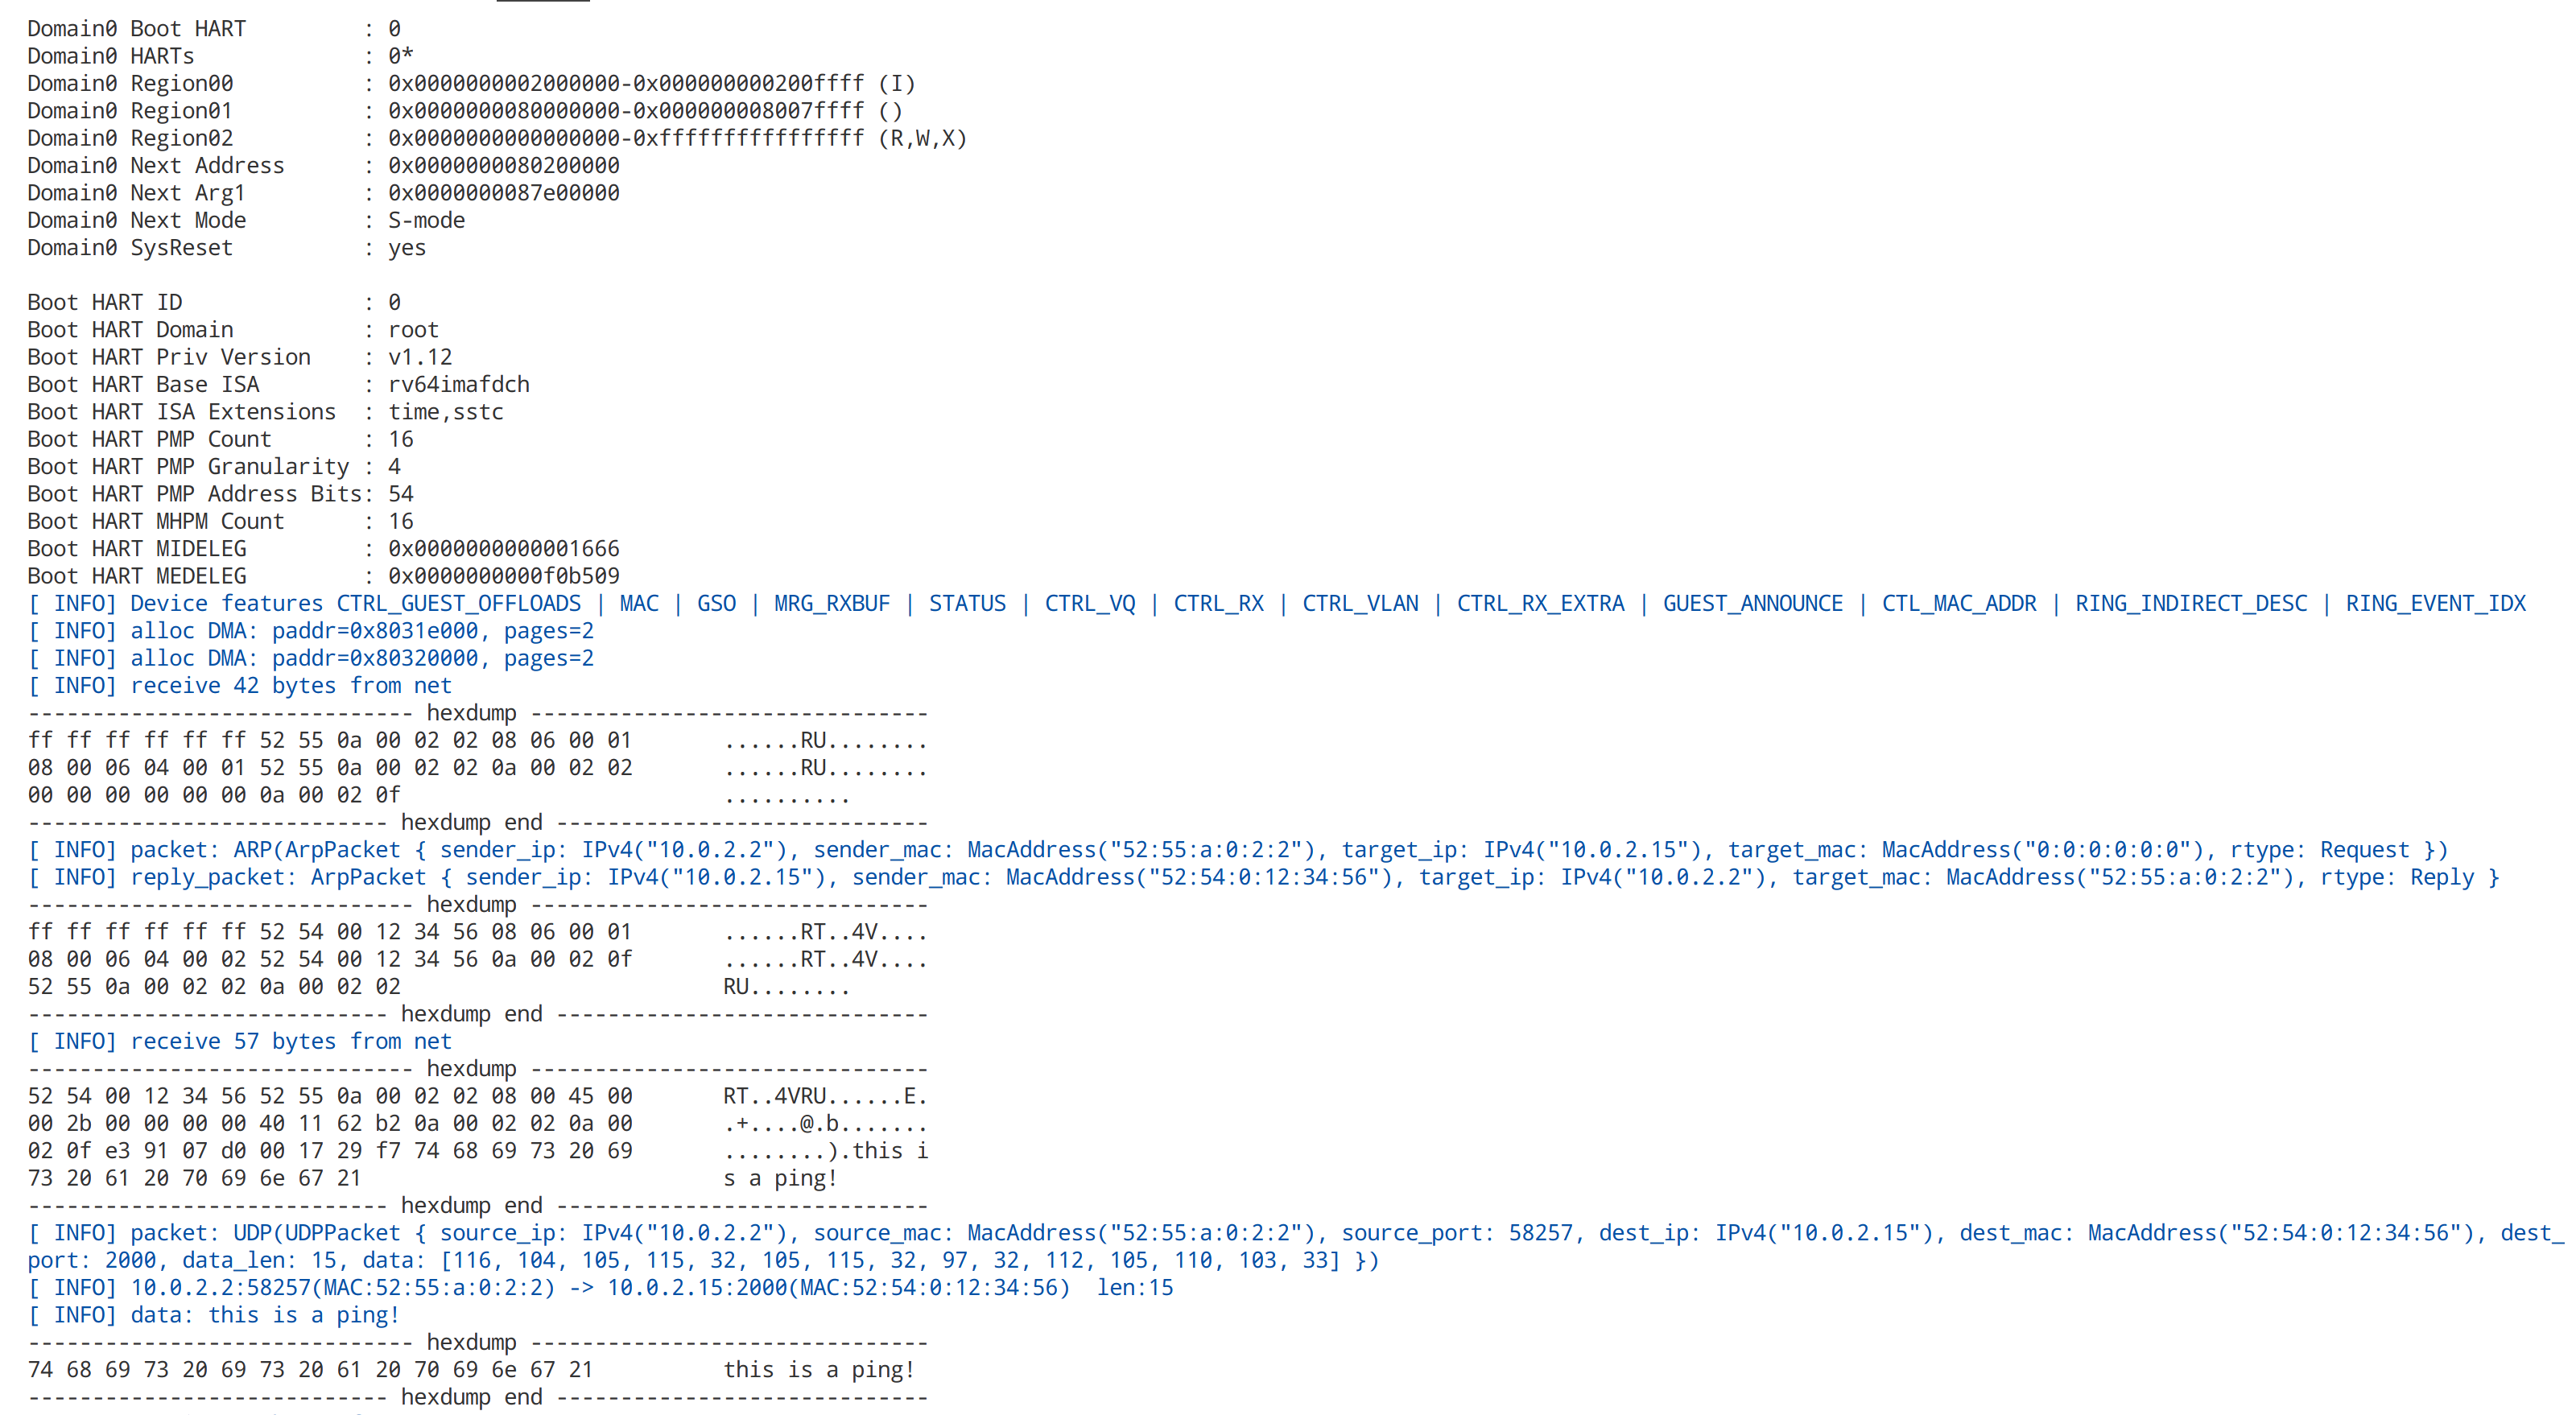 Domain0 Boot HART         : 0
Domain0 HARTs             : 0*
Domain0 Region00          : 0x0000000002000000-0x000000000200ffff (I)
Domain0 Region01          : 0x0000000080000000-0x000000008007ffff ()
Domain0 Region02          : 0x0000000000000000-0xffffffffffffffff (R,W,X)
Domain0 Next Address      : 0x0000000080200000
Domain0 Next Arg1         : 0x0000000087e00000
Domain0 Next Mode         : S-mode
Domain0 SysReset          : yes

Boot HART ID              : 0
Boot HART Domain          : root
Boot HART Priv Version    : v1.12
Boot HART Base ISA        : rv64imafdch
Boot HART ISA Extensions  : time,sstc
Boot HART PMP Count       : 16
Boot HART PMP Granularity : 4
Boot HART PMP Address Bits: 54
Boot HART MHPM Count      : 16
Boot HART MIDELEG         : 0x0000000000001666
Boot HART MEDELEG         : 0x0000000000f0b509
[ INFO] Device features CTRL_GUEST_OFFLOADS | MAC | GSO | MRG_RXBUF | STATUS | CTRL_VQ | CTRL_RX | CTRL_VLAN | CTRL_RX_EXTRA | GUEST_ANNOUNCE | CTL_MAC_ADDR | RING_INDIRECT_DESC | RING_EVENT_IDX
[ INFO] alloc DMA: paddr=0x8031e000, pages=2
[ INFO] alloc DMA: paddr=0x80320000, pages=2
[ INFO] receive 42 bytes from net
------------------------------ hexdump -------------------------------
ff ff ff ff ff ff 52 55 0a 00 02 02 08 06 00 01       ......RU........
08 00 06 04 00 01 52 55 0a 00 02 02 0a 00 02 02       ......RU........
00 00 00 00 00 00 0a 00 02 0f                         ..........
---------------------------- hexdump end -----------------------------
[ INFO] packet: ARP(ArpPacket { sender_ip: IPv4("10.0.2.2"), sender_mac: MacAddress("52:55:a:0:2:2"), target_ip: IPv4("10.0.2.15"), target_mac: MacAddress("0:0:0:0:0:0"), rtype: Request })
[ INFO] reply_packet: ArpPacket { sender_ip: IPv4("10.0.2.15"), sender_mac: MacAddress("52:54:0:12:34:56"), target_ip: IPv4("10.0.2.2"), target_mac: MacAddress("52:55:a:0:2:2"), rtype: Reply }
------------------------------ hexdump -------------------------------
ff ff ff ff ff ff 52 54 00 12 34 56 08 06 00 01       ......RT..4V....
08 00 06 04 00 02 52 54 00 12 34 56 0a 00 02 0f       ......RT..4V....
52 55 0a 00 02 02 0a 00 02 02                         RU........
---------------------------- hexdump end -----------------------------
[ INFO] receive 57 bytes from net
------------------------------ hexdump -------------------------------
52 54 00 12 34 56 52 55 0a 00 02 02 08 00 45 00       RT..4VRU......E.
00 2b 00 00 00 00 40 11 62 b2 0a 00 02 02 0a 00       .+....@.b.......
02 0f e3 91 07 d0 00 17 29 f7 74 68 69 73 20 69       ........).this i
73 20 61 20 70 69 6e 67 21                            s a ping!
---------------------------- hexdump end -----------------------------
[ INFO] packet: UDP(UDPPacket { source_ip: IPv4("10.0.2.2"), source_mac: MacAddress("52:55:a:0:2:2"), source_port: 58257, dest_ip: IPv4("10.0.2.15"), dest_mac: MacAddress("52:54:0:12:34:56"), dest_
port: 2000, data_len: 15, data: [116, 104, 105, 115, 32, 105, 115, 32, 97, 32, 112, 105, 110, 103, 33] })
[ INFO] 10.0.2.2:58257(MAC:52:55:a:0:2:2) -> 10.0.2.15:2000(MAC:52:54:0:12:34:56)  len:15
[ INFO] data: this is a ping!
------------------------------ hexdump -------------------------------
74 68 69 73 20 69 73 20 61 20 70 69 6e 67 21          this is a ping!
---------------------------- hexdump end -----------------------------